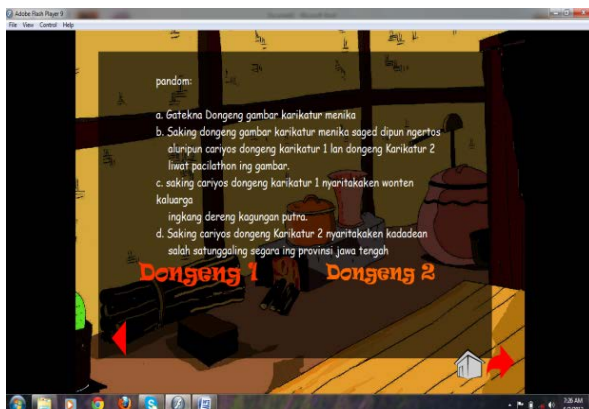 Adobe Flash Player 9
File View Control Help
pandom:
a. Gatekna Dongeng gambar karikatur menika
b. Saking dongeng gambar karikatur menika saged dipun ngertos
aluripun cariyos dongeng karikatur 1 lan dongeng Karikatur 2
liwat pacilathon ing gambar.
c. saking cariyos dongeng karikatur 1 nyaritakaken wonten
kaluarga
ingkang dereng kagungan putra.
d. Saking cariyos dongeng Karikatur 2 nyaritakaken kadadean
salah satunggaling segara ing provinsi jawa tengah
Dongeng 1 Dongeng 2
7:26 AM